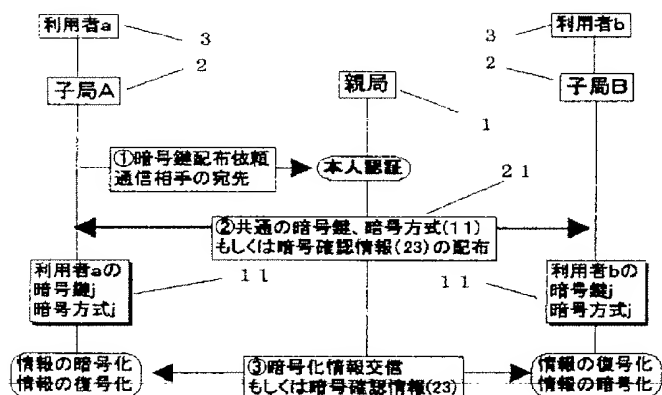 利用者a
3
3
利用者b
2
2
子局A
親局
子局B
1
①暗号鍵配布依頼
通信相手の宛先
本人認証
21
②共通の暗号鍵、暗号方式(11)
もしくは暗号確認情報(23)の配布
利用者aの
暗号鍵j
暗号方式j
11
11
利用者bの
暗号鍵j
暗号方式j
情報の暗号化
情報の復号化
③暗号化情報交信
もしくは暗号確認情報(23)
情報の復号化
情報の暗号化